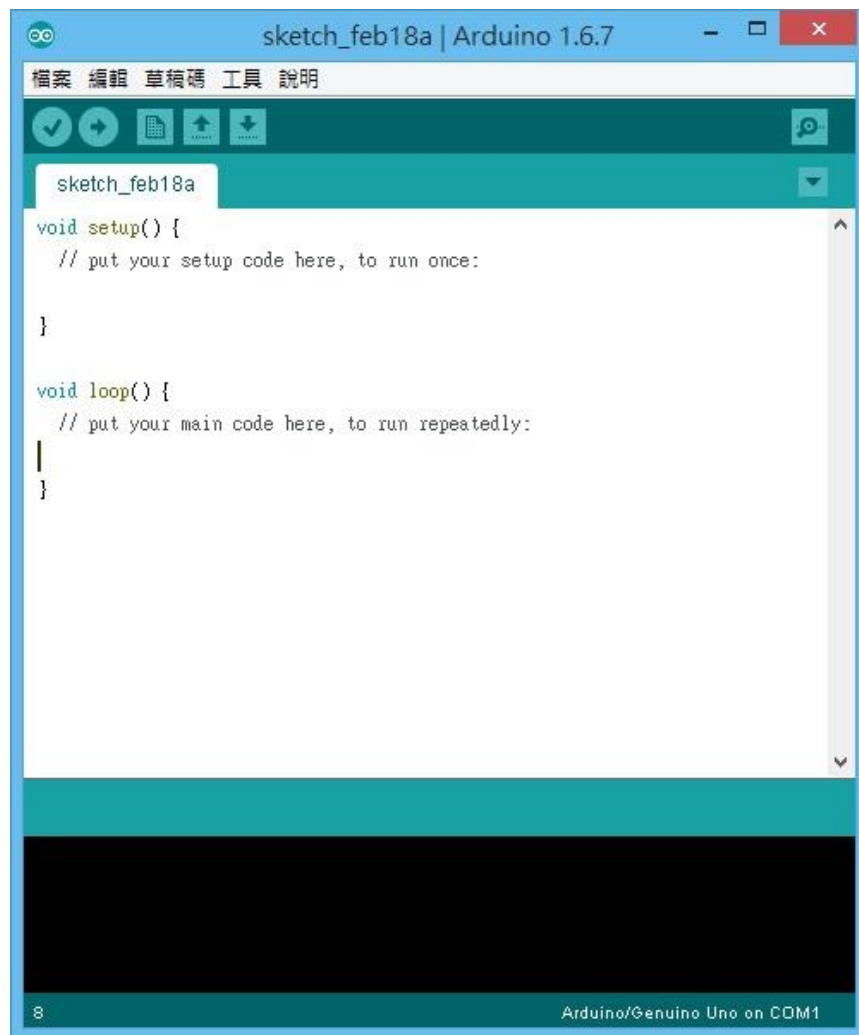 sketch_feb18a | Arduino 1.6.7
檔案 編輯 草稿碼 工具 說明
sketch_feb18a
void setup() {
  // put your setup code here, to run once:
}
void loop() {
  // put your main code here, to run repeatedly:
}
8 Arduino/Genuino Uno on COM1